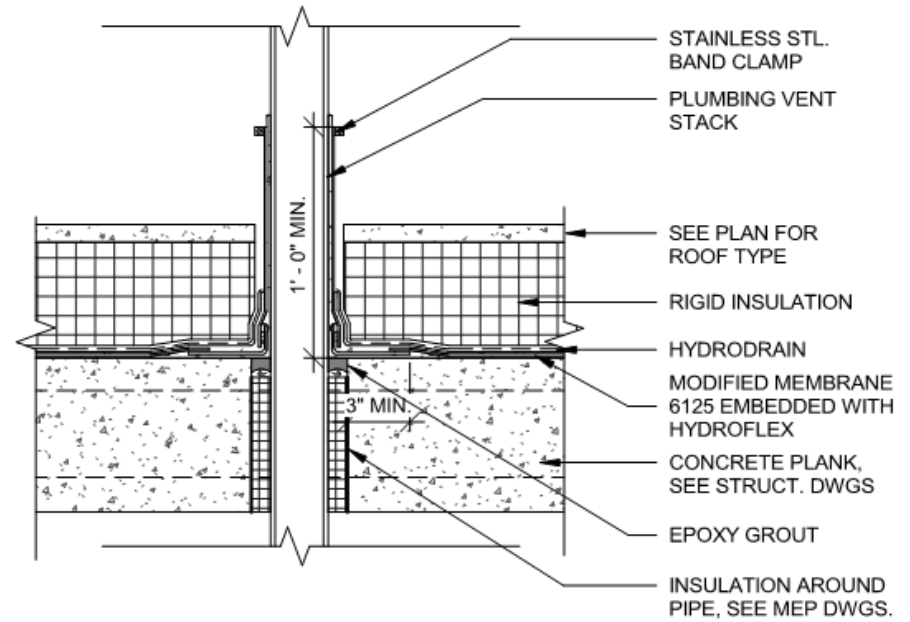 STAINLESS STL.
BAND CLAMP
PLUMBING VENT
STACK
1' - 0" MIN.
SEE PLAN FOR
ROOF TYPE
RIGID INSULATION
HYDRODRAIN
MODIFIED MEMBRANE
6125 EMBEDDED WITH
HYDROFLEX
3" MIN.
CONCRETE PLANK,
SEE STRUCT. DWGS
EPOXY GROUT
INSULATION AROUND
PIPE, SEE MEP DWGS.